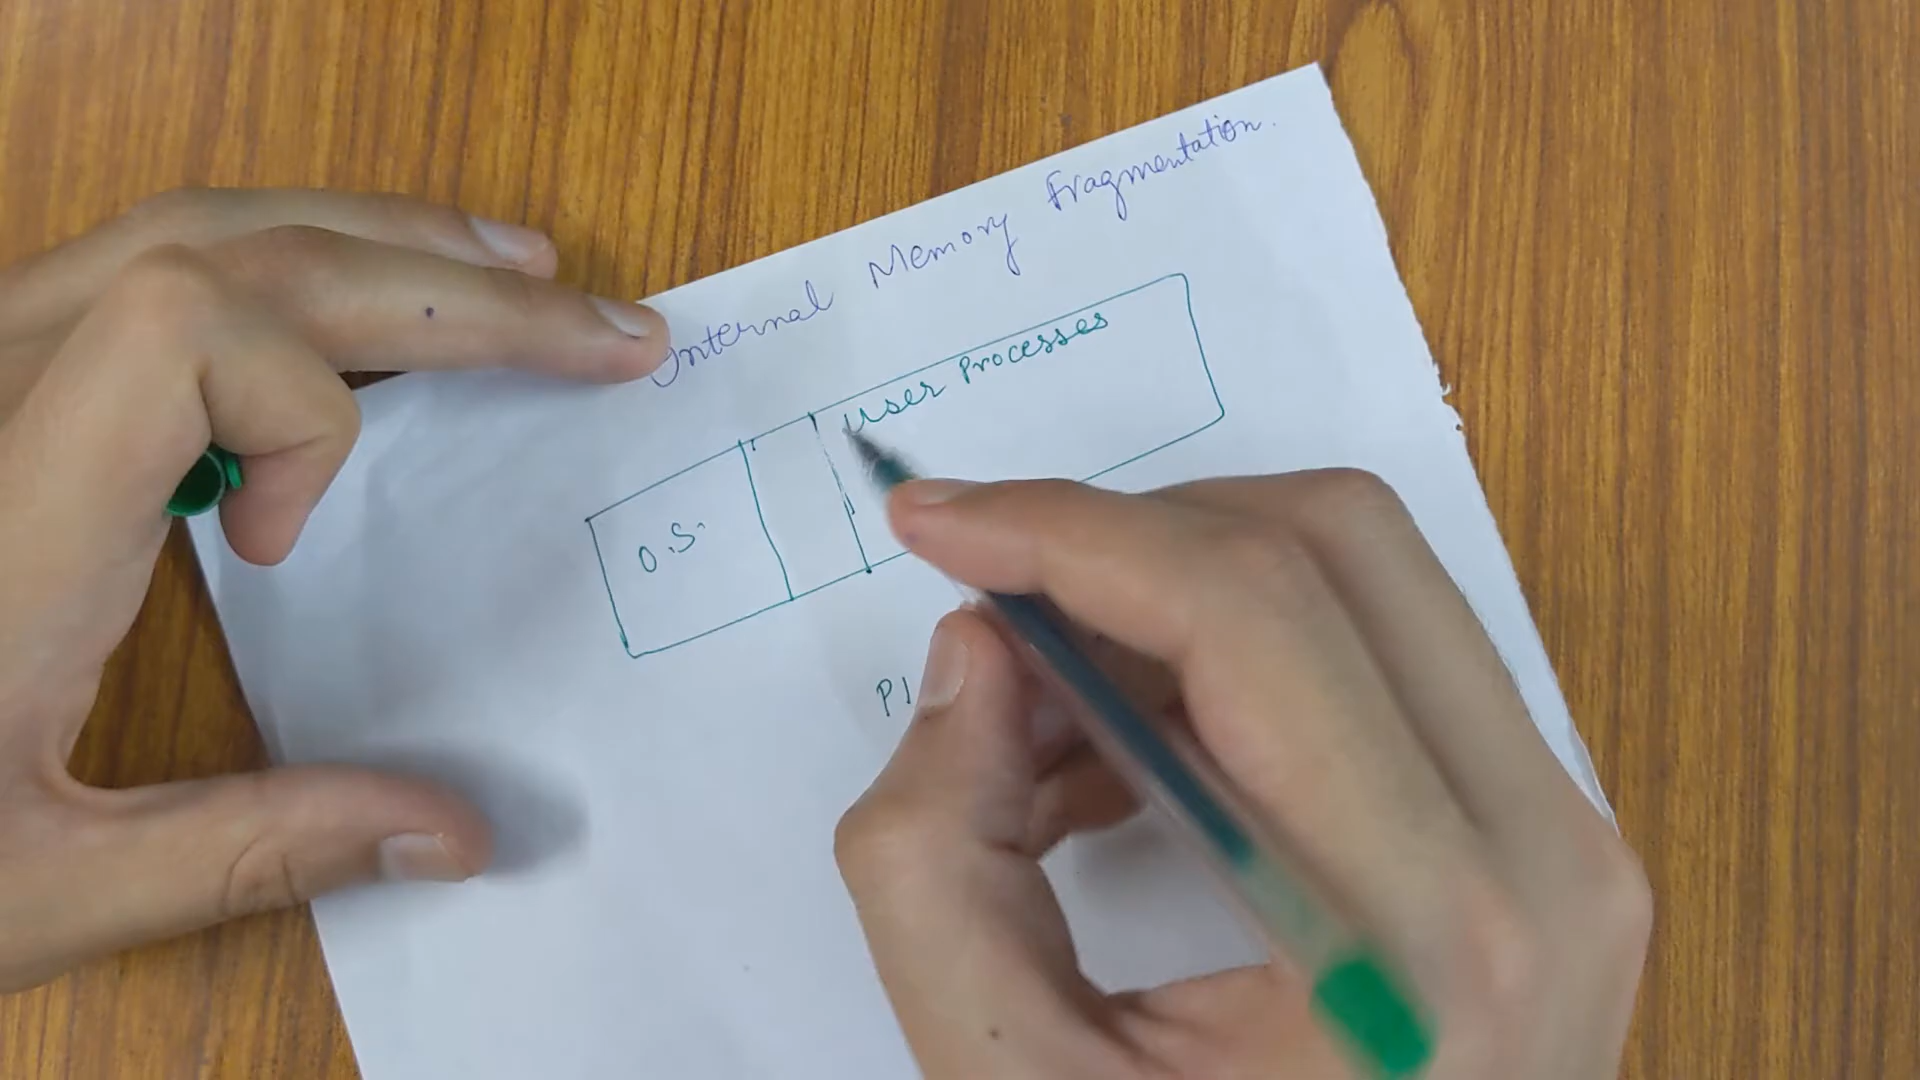 Internal Memory Fragmentation.
User Processes
O.S.
P1